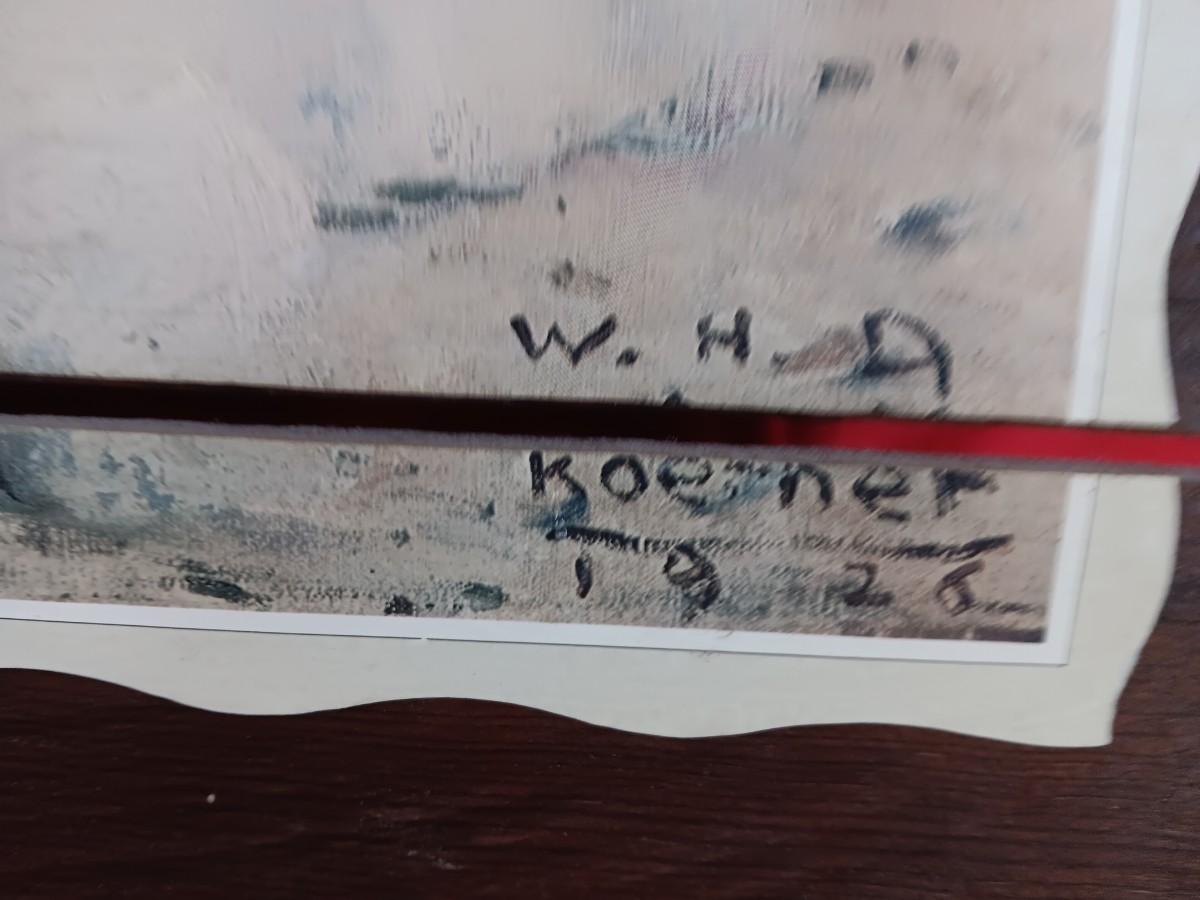 W. H. D
Koerner
1926